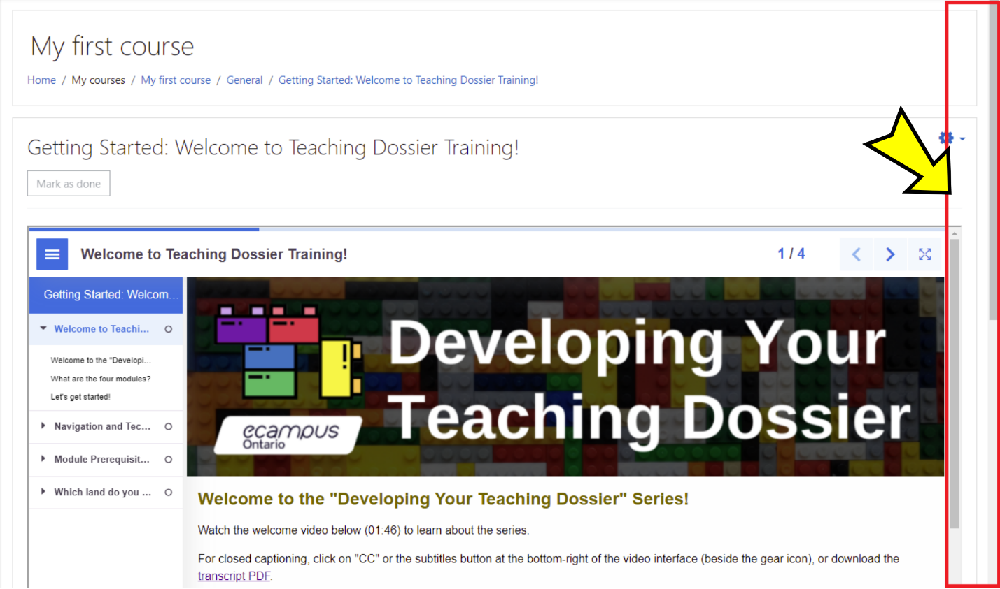 My first course
Home / My courses / My first course / General / Getting Started: Welcome to Teaching Dossier Training!
Getting Started: Welcome to Teaching Dossier Training!
Mark as done
Welcome to Teaching Dossier Training!
1 / 4
Getting Started: Welcom...
Welcome to Teachi...
Welcome to the "Developi...
What are the four modules?
Let's get started!
Navigation and Tec...
Module Prerequisit...
Which land do you ...
Developing Your
Teaching Dossier
ecampus
Ontario
Welcome to the "Developing Your Teaching Dossier" Series!
Watch the welcome video below (01:46) to learn about the series.
For closed captioning, click on "CC" or the subtitles button at the bottom-right of the video interface (beside the gear icon), or download the
transcript PDF.